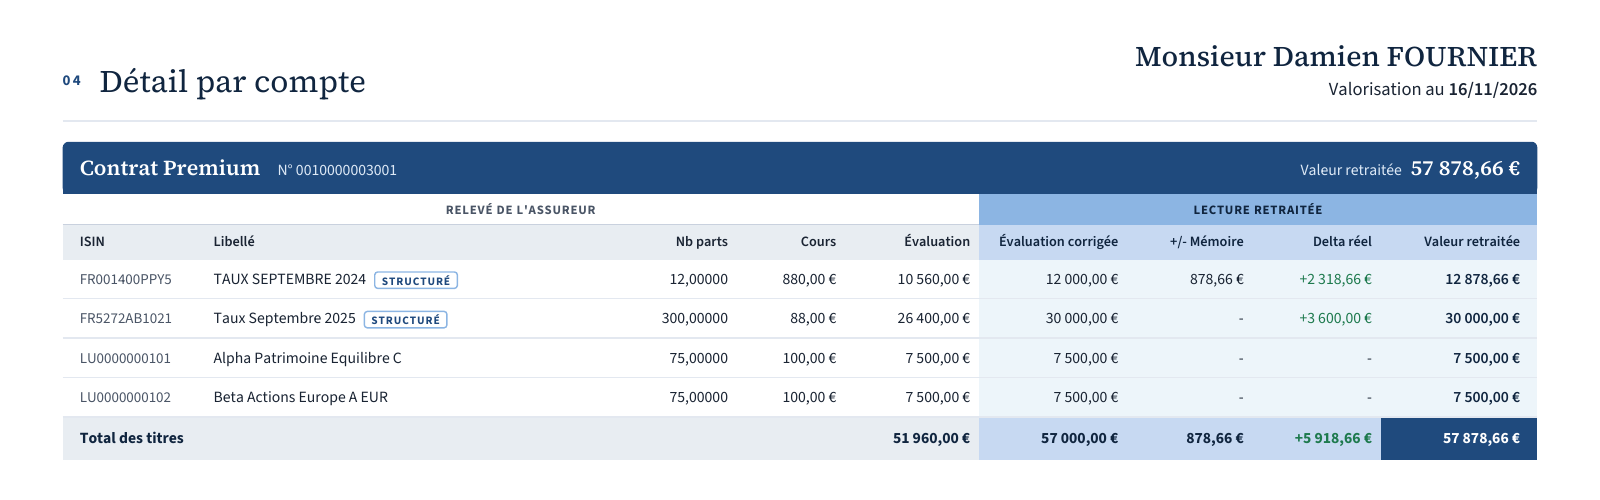 04 Détail par compte
Monsieur Damien FOURNIER
Valorisation au 16/11/2026
Contrat Premium N° 0010000003001 Valeur retraitée 57 878,66 €
RELEVÉ DE L'ASSUREUR LECTURE RETRAITÉE
ISIN Libellé Nb parts Cours Évaluation Évaluation corrigée +/- Mémoire Delta réel Valeur retraitée
FR001400PPY5 TAUX SEPTEMBRE 2024 STRUCTURÉ 12,00000 880,00 € 10 560,00 € 12 000,00 € 878,66 € +2 318,66 € 12 878,66 €
FR5272AB1021 Taux Septembre 2025 STRUCTURÉ 300,00000 88,00 € 26 400,00 € 30 000,00 € - +3 600,00 € 30 000,00 €
LU0000000101 Alpha Patrimoine Equilibre C 75,00000 100,00 € 7 500,00 € 7 500,00 € - - 7 500,00 €
LU0000000102 Beta Actions Europe A EUR 75,00000 100,00 € 7 500,00 € 7 500,00 € - - 7 500,00 €
Total des titres 51 960,00 € 57 000,00 € 878,66 € +5 918,66 € 57 878,66 €